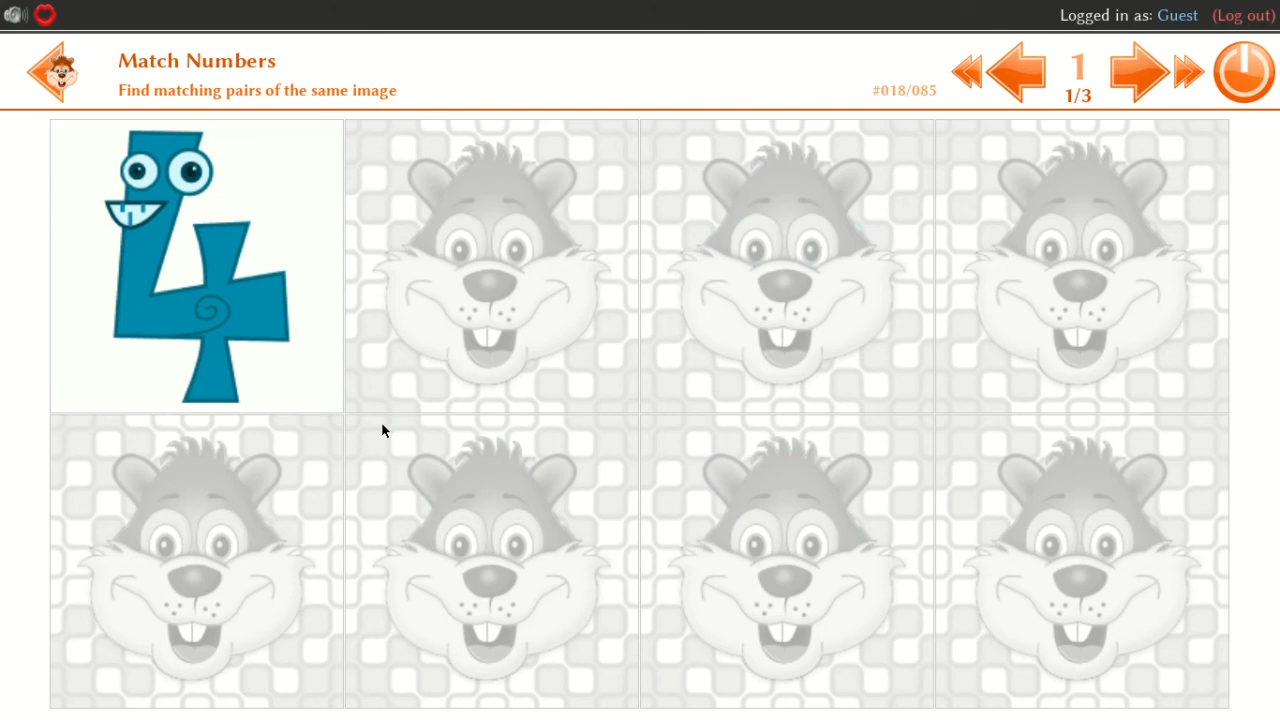 Logged in as: Guest (Log out)
Match Numbers
Find matching pairs of the same image
#018/085
1
1/3
4